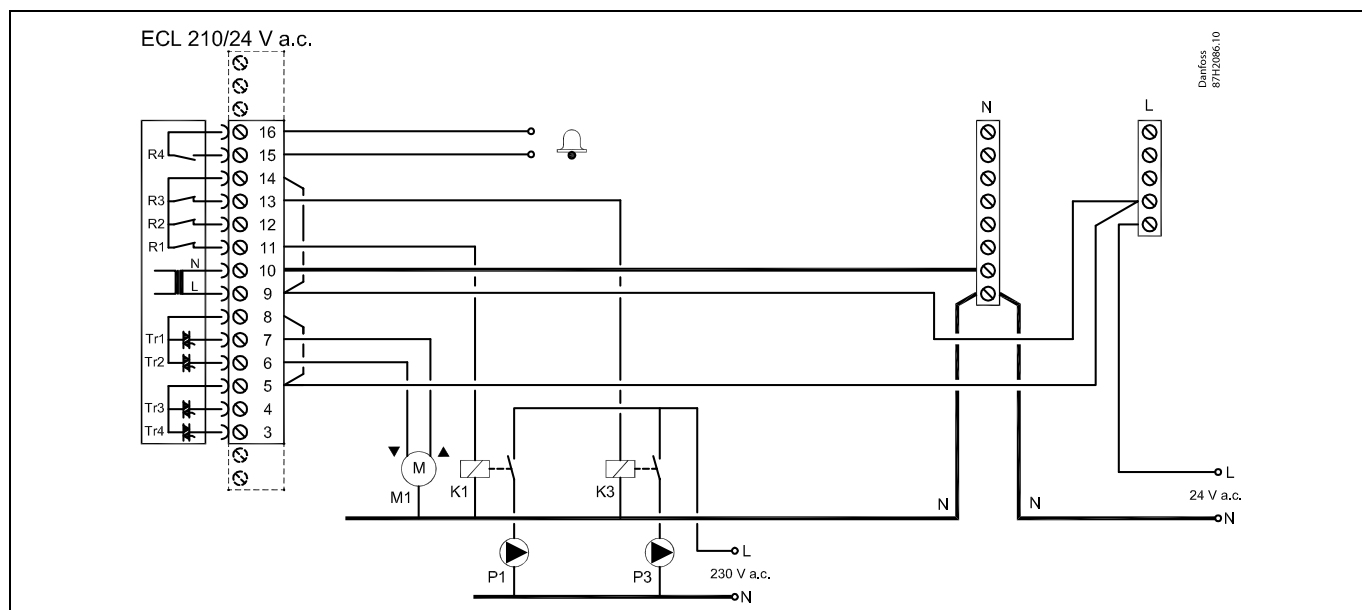 ECL 210/24 V a.c.
Danfoss
87H2086.10
N
L
16
R4
15
14
R3
13
R2
12
R1
11
N
10
L
9
8
Tr1
7
Tr2
6
5
Tr3
4
Tr4
3
M
M1
K1
K3
N
N
L
24 V a.c.
N
P1
P3
L
230 V a.c.
N